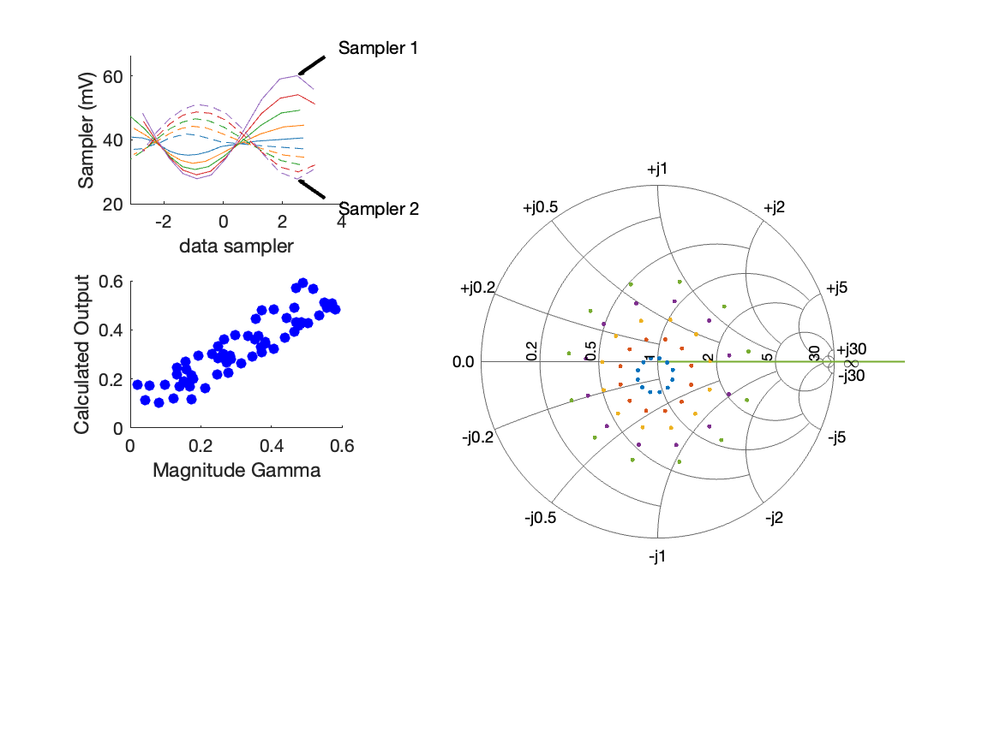 Sampler 1
60
40
20
Sampler (mV)
-2
0
2
4
Sampler 2
data sampler
0.6
0.4
0.2
0
Calculated Output
0
0.2
0.4
0.6
Magnitude Gamma
+j1
+j0.5
+j2
+j0.2
+j5
0.0
0.2
0.5
1
2
5
30
+j30
∞
-j30
-j0.2
-j5
-j0.5
-j2
-j1